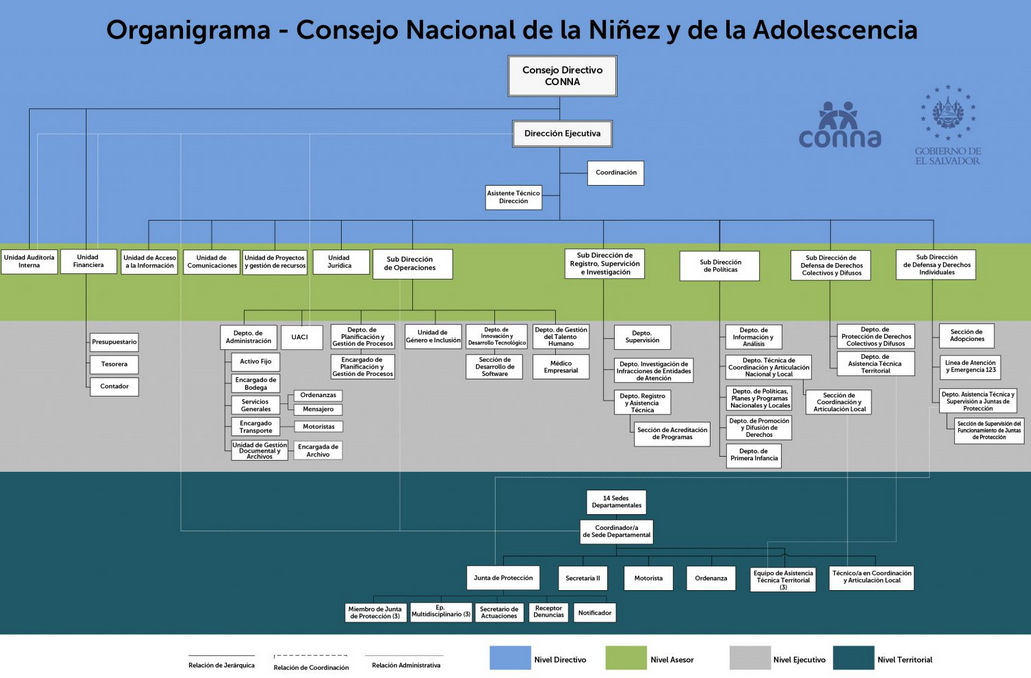 Organigrama - Consejo Nacional de la Niñez y de la Adolescencia
Consejo Directivo
CONNA
Dirección Ejecutiva
conna
GOBIERNO DE
EL SALVADOR
Coordinación
Asistente Técnico
Dirección
Unidad Auditoría
Interna
Unidad
Financiera
Unidad de Acceso
a la Información
Unidad de
Comunicaciones
Unidad de Proyectos
y gestión de recursos
Unidad
Jurídica
Sub Dirección
de Operaciones
Sub Dirección de
Registro, Supervisión
e Investigación
Sub Dirección
de Políticas
Sub Dirección de
Defensa de Derechos
Colectivos y Difusos
Sub Dirección
de Defensa y Derechos
Individuales
Presupuestario
Tesorera
Contador
Depto. de
Administración
UACI
Depto. de
Planificación y
Gestión de Procesos
Unidad de
Género e Inclusión
Depto. de
Innovación y
Desarrollo Tecnológico
Depto. de Gestión
del Talento
Humano
Activo Fijo
Encargado de
Bodega
Servicios
Generales
Ordenanzas
Mensajero
Encargado
Transporte
Motoristas
Unidad de Gestión
Documental y
Archivos
Encargada de
Archivo
Encargado de
Planificación y
Gestión de Procesos
Sección de
Desarrollo de
Software
Médico
Empresarial
Depto.
Supervisión
Depto. Investigación de
Infracciones de Entidades
de Atención
Depto. Registro
y Asistencia
Técnica
Sección de Acreditación
de Programas
Depto. de
Información y
Análisis
Depto. Técnica de
Coordinación y Articulación
Nacional y Local
Sección de
Coordinación y
Articulación Local
Depto. de Políticas,
Planes y Programas
Nacionales y Locales
Depto. de Promoción
y Difusión de
Derechos
Depto. de
Primera Infancia
Depto. de
Protección de Derechos
Colectivos y Difusos
Depto. de
Asistencia Técnica
Territorial
Sección de
Adopciones
Línea de Atención
y Emergencia 123
Depto. Asistencia Técnica y
Supervisión a Juntas de
Protección
Sección de Supervisión del
Funcionamiento de Juntas
de Protección
14 Sedes
Departamentales
Coordinador/a
de Sede Departamental
Junta de Protección
Secretaria II
Motorista
Ordenanza
Equipo de Asistencia
Técnica Territorial
(3)
Técnico/a en Coordinación
y Articulación Local
Miembro de Junta
de Protección (3)
Ep.
Multidisciplinario (3)
Secretario de
Actuaciones
Receptor
Denuncias
Notificador
Relación de Jerárquica
Relación de Coordinación
Relación Administrativa
Nivel Directivo
Nivel Asesor
Nivel Ejecutivo
Nivel Territorial